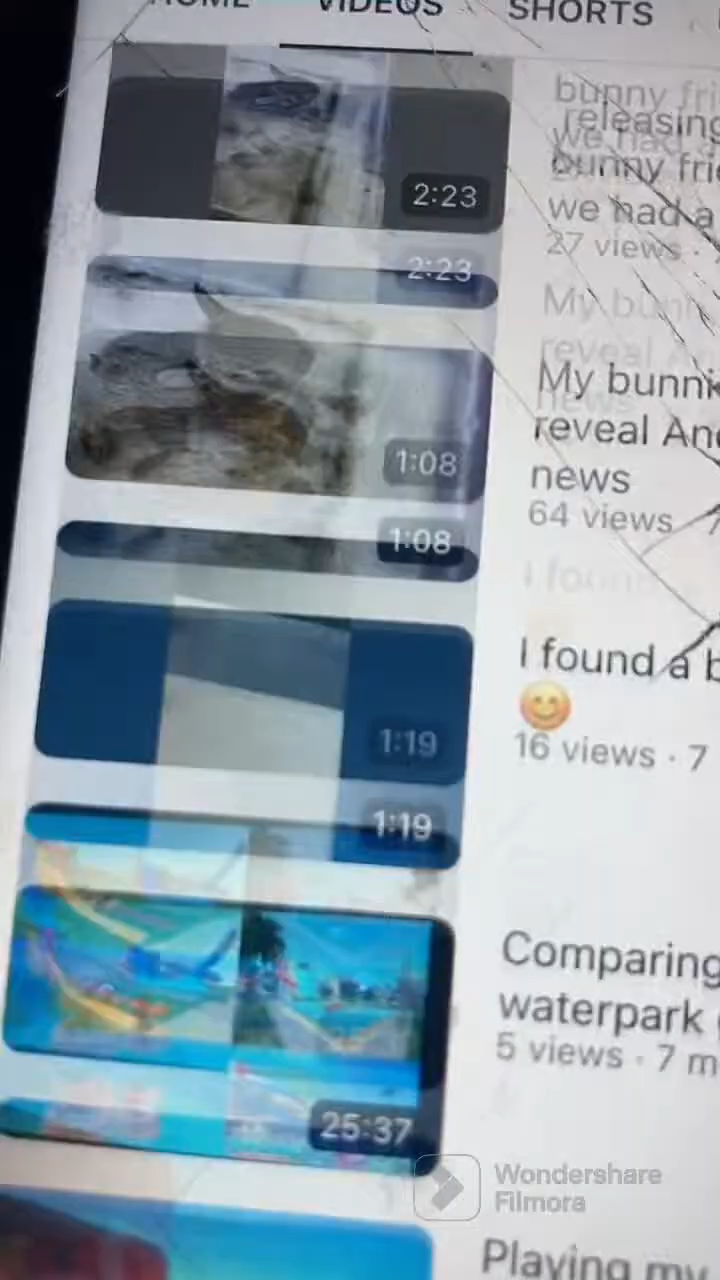 HOME VIDEOS SHORTS
releasing
bunny
we had a
27 views ·
2:23
2:23
My
reveal
news
64 views
1:08
1:08
I found a
😊
16 views · 7
1:19
1:19
Comparing
waterpark
5 views · 7 m
25:37
Wondershare
Filmora
Playing my